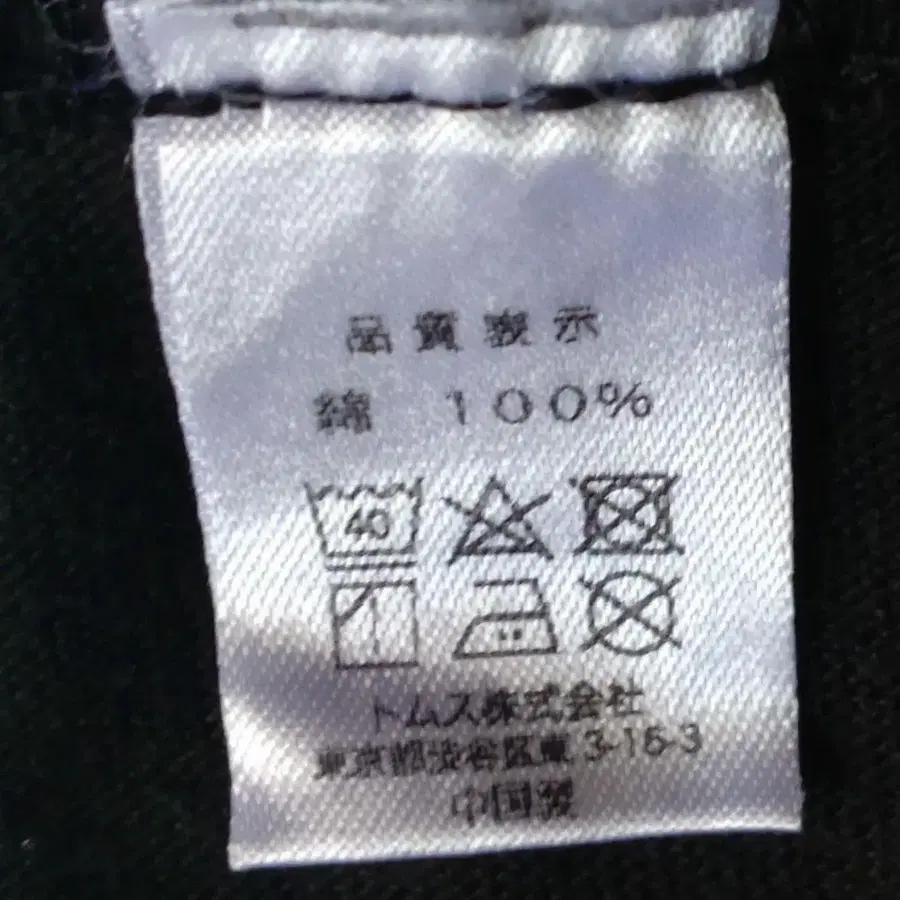 品質表示
綿 100%
40
トムス株式会社
東京都渋谷区東3-16-3
中国製